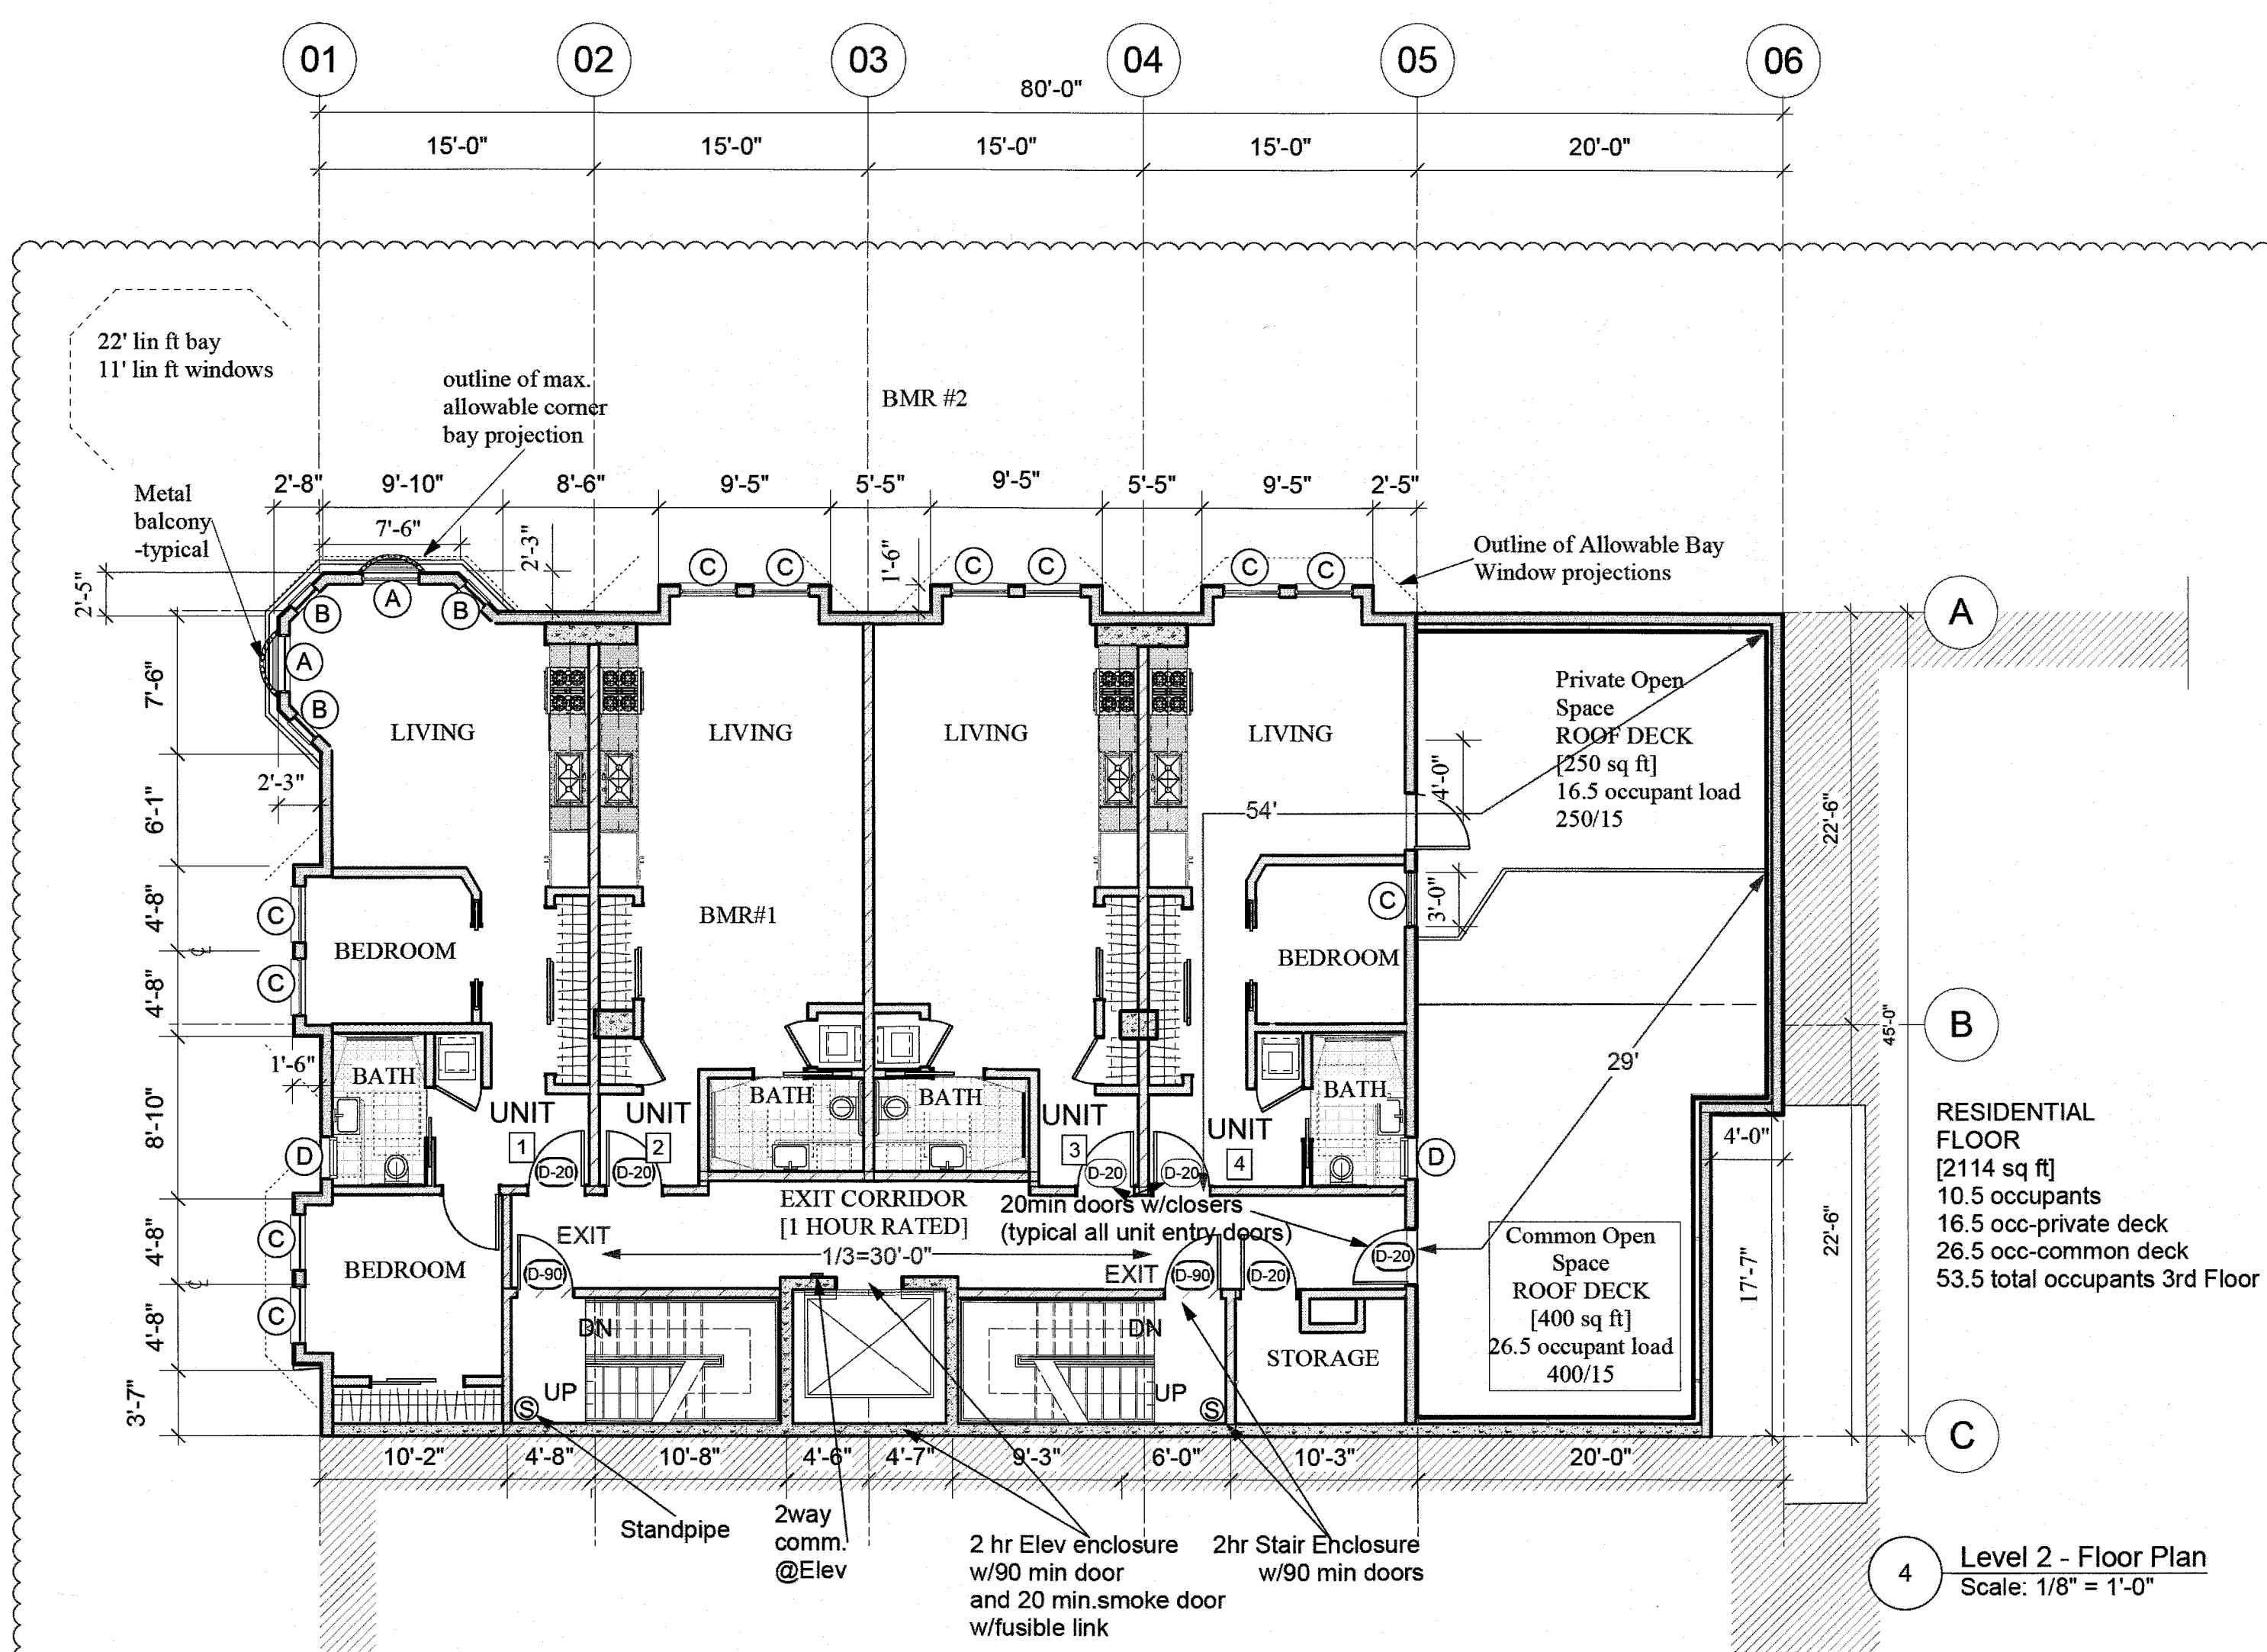 01 02 03 04 05 06
80'-0"
15'-0" 15'-0" 15'-0" 15'-0" 20'-0"
22' lin ft bay
11' lin ft windows
outline of max.
allowable corner
bay projection
BMR #2
Metal
balcony
-typical
2'-8" 9'-10" 8'-6" 9'-5" 5'-5" 9'-5" 5'-5" 9'-5" 2'-5"
7'-6"
2'-3"
1'-6"
2'-5"
Outline of Allowable Bay
Window projections
C C C C C C
B A B
A
B
A
7'-6"
LIVING LIVING LIVING LIVING
Private Open
Space
ROOF DECK
[250 sq ft]
16.5 occupant load
250/15
2'-3"
6'-1"
54'
4'-0"
22'-6"
4'-8"
C
BMR#1
C
3'-0"
BEDROOM
BEDROOM
4'-8"
C
B
45'-0"
1'-6"
BATH
BATH BATH
BATH
29'
8'-10"
UNIT
1
UNIT
2
UNIT
3
UNIT
4
D
D-20 D-20 D-20 D-20
D
4'-0"
RESIDENTIAL
FLOOR
[2114 sq ft]
10.5 occupants
16.5 occ-private deck
26.5 occ-common deck
53.5 total occupants 3rd Floor
EXIT CORRIDOR
[1 HOUR RATED]
20min doors w/closers
(typical all unit entry doors)
EXIT
1/3=30'-0"
EXIT
4'-8"
C
BEDROOM
D-90 D-90 D-20 D-20
Common Open
Space
ROOF DECK
[400 sq ft]
26.5 occupant load
400/15
17'-7"
22'-6"
4'-8"
C
DN DN
STORAGE
UP UP
S S
3'-7"
C
10'-2" 4'-8" 10'-8" 4'-6" 4'-7" 9'-3" 6'-0" 10'-3" 20'-0"
Standpipe
2way
comm.
@Elev
2 hr Elev enclosure
w/90 min door
and 20 min.smoke door
w/fusible link
2hr Stair Enclosure
w/90 min doors
4
Level 2 - Floor Plan
Scale: 1/8" = 1'-0"